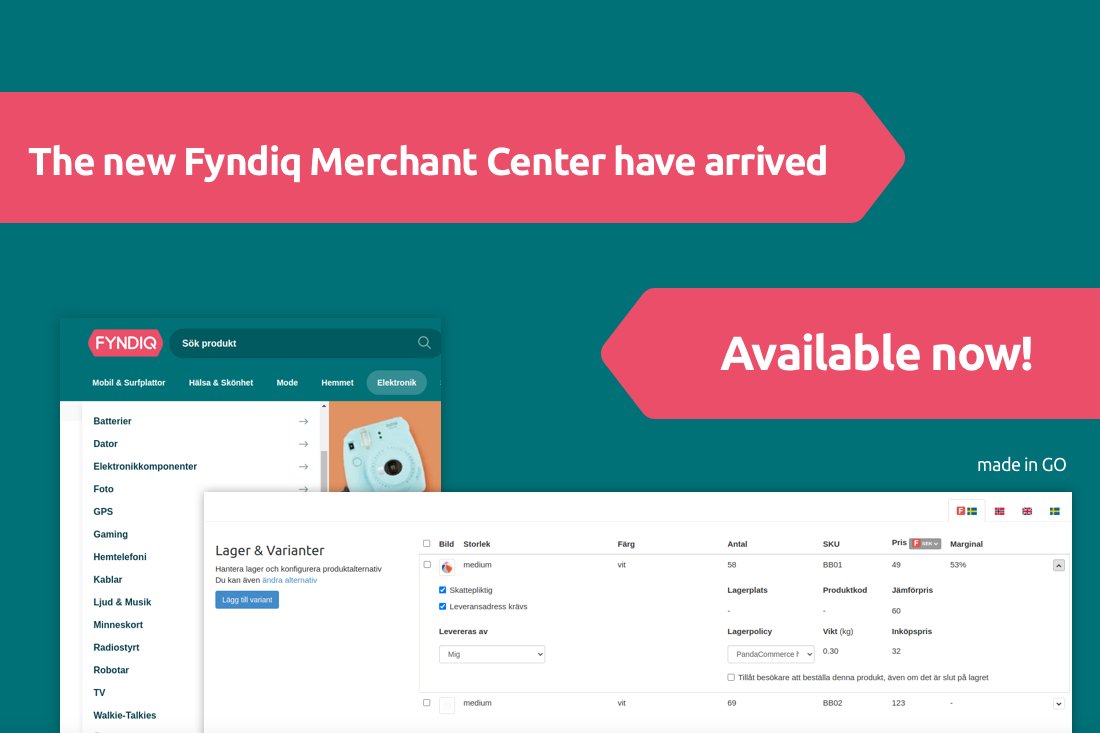 The new Fyndiq Merchant Center have arrived
Available now!
made in GO
FYNDIQ
Sök produkt
Mobil & Surfplattor Hälsa & Skönhet Mode Hemmet Elektronik
Batterier
Dator
Elektronikkomponenter
Foto
GPS
Gaming
Hemtelefoni
Kablar
Ljud & Musik
Minneskort
Radiostyrt
Robotar
TV
Walkie-Talkies
F
Lager & Varianter
Hantera lager och konfigurera produktalternativ
Du kan även ändra alternativ
Lägg till variant
Bild Storlek Färg Antal SKU Pris F SEK Marginal
medium vit 58 BB01 49 53%
Skattepliktig Lagerplats Produktkod Jämförpris
Leveransadress krävs - - 60
Levereras av Lagerpolicy Vikt (kg) Inköpspris
Mig PandaCommerce 0.30 32
Tillåt besökare att beställa denna produkt, även om det är slut på lagret
medium vit 69 BB02 123 -